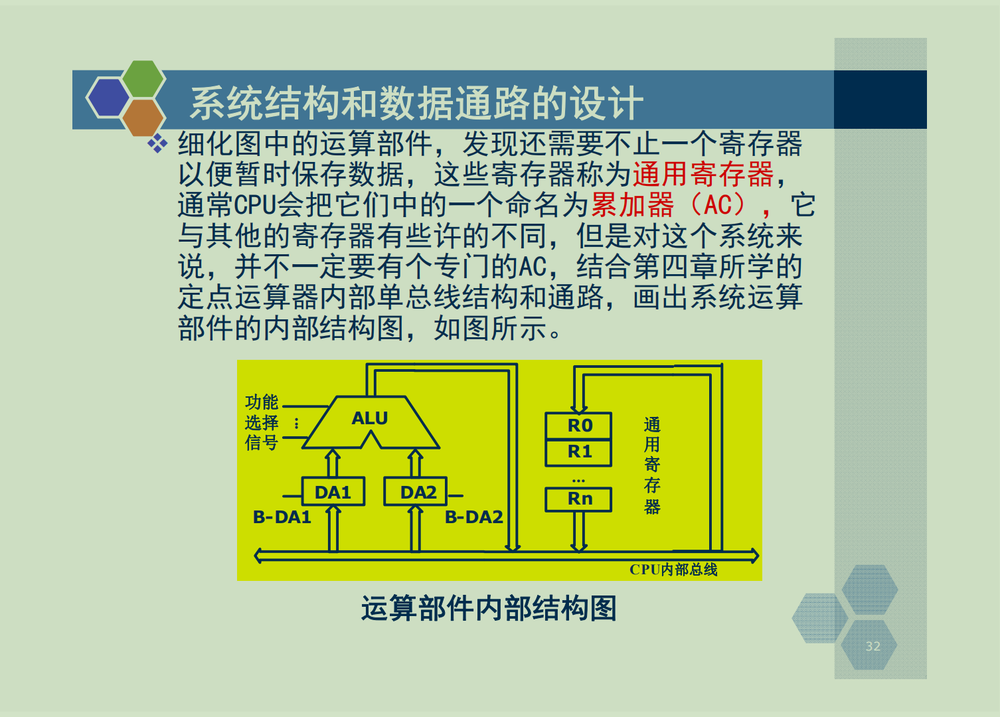 系统结构和数据通路的设计
细化图中的运算部件，发现还需要不止一个寄存器
以便暂时保存数据，这些寄存器称为通用寄存器，
通常CPU会把它们中的一个命名为累加器（AC），它
与其他的寄存器有些许的不同，但是对这个系统来
说，并不一定要有个专门的AC，结合第四章所学的
定点运算器内部单总线结构和通路，画出系统运算
部件的内部结构图，如图所示。
功能
选择
信号
⋮
ALU
DA1
DA2
B-DA1
B-DA2
R0
R1
…
Rn
通
用
寄
存
器
CPU内部总线
运算部件内部结构图
32